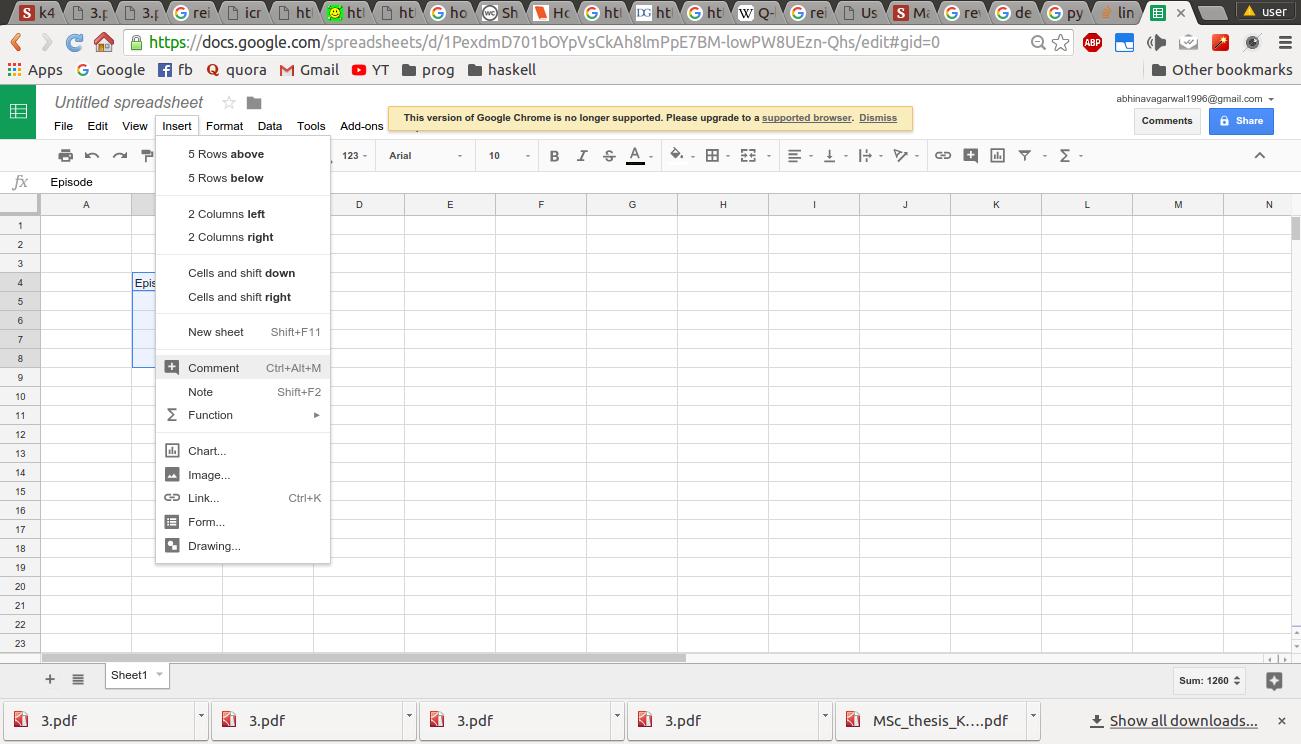 k4 3.p 3.p rei icr htt ht htt ho Sh Ho htt htt htt Q- rei Us Ma rev de py lin user
https://docs.google.com/spreadsheets/d/1PexdmD701bOYpVsCkAh8lmPpE7BM-lowPW8UEzn-Qhs/edit#gid=0 ABP
Apps Google fb quora Gmail YT prog haskell Other bookmarks
Untitled spreadsheet abhinavagarwal1996@gmail.com
This version of Google Chrome is no longer supported. Please upgrade to a supported browser. Dismiss
Comments Share
File Edit View Insert Format Data Tools Add-ons
123 Arial 10 B I S A Σ
fx Episode
A D E F G H I J K L M N
1
2
3
4 Epis
5
6
7
8
9
10
11
12
13
14
15
16
17
18
19
20
21
22
23
5 Rows above
5 Rows below
2 Columns left
2 Columns right
Cells and shift down
Cells and shift right
New sheet Shift+F11
Comment Ctrl+Alt+M
Note Shift+F2
Σ Function
Chart...
Image...
Link... Ctrl+K
Form...
Drawing...
+ Sheet1 Sum: 1260
3.pdf 3.pdf 3.pdf 3.pdf MSc_thesis_K....pdf Show all downloads...